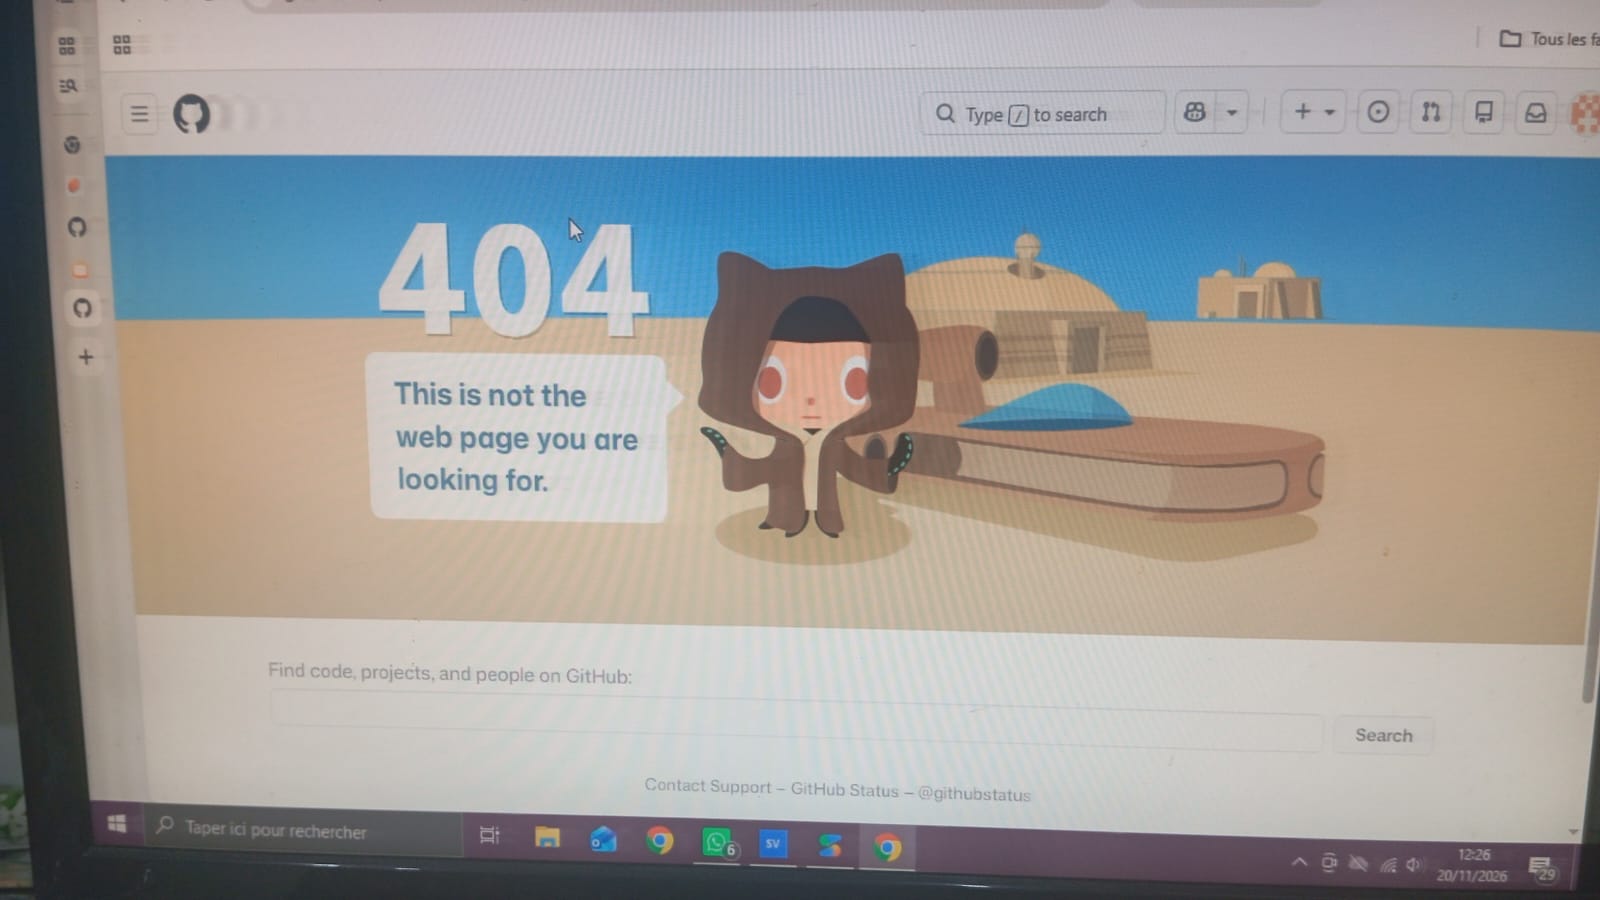 Tous les fa
Type / to search
404
This is not the
web page you are
looking for.
Find code, projects, and people on GitHub:
Search
Contact Support – GitHub Status – @githubstatus
Taper ici pour rechercher
6
SV
12:26
20/11/2026
29